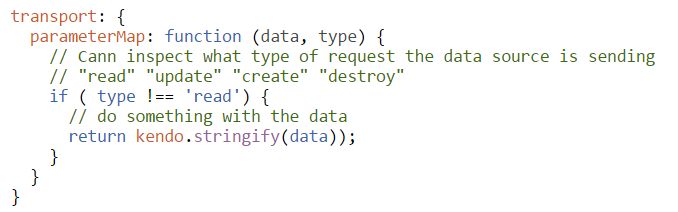 transport: {
  parameterMap: function (data, type) {
    // Cann inspect what type of request the data source is sending
    // "read" "update" "create" "destroy"
    if ( type !== 'read') {
      // do something with the data
      return kendo.stringify(data));
    }
  }
}